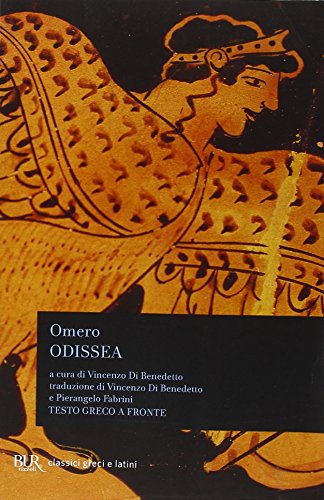 Omero
ODISSEA
a cura di Vincenzo Di Benedetto
traduzione di Vincenzo Di Benedetto
e Pierangelo Fabrini
TESTO GRECO A FRONTE
BUR
rizzoli
classici greci e latini